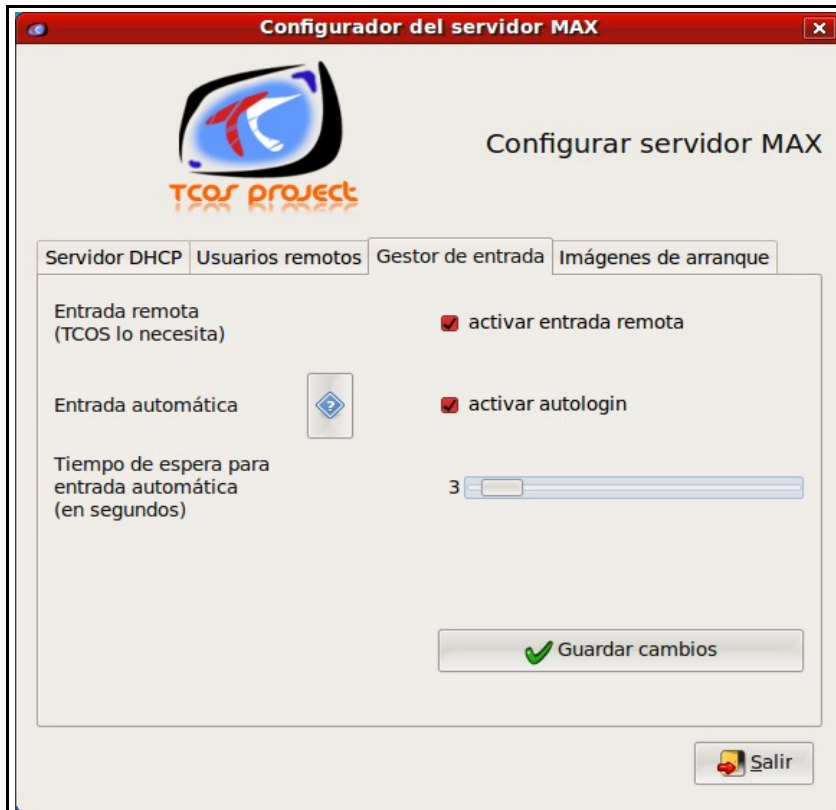 Configurador del servidor MAX
TCOS PROJECT
Configurar servidor MAX
Servidor DHCP Usuarios remotos Gestor de entrada Imágenes de arranque
Entrada remota
(TCOS lo necesita)
activar entrada remota
Entrada automática
activar autologin
Tiempo de espera para
entrada automática
(en segundos)
3
Guardar cambios
Salir